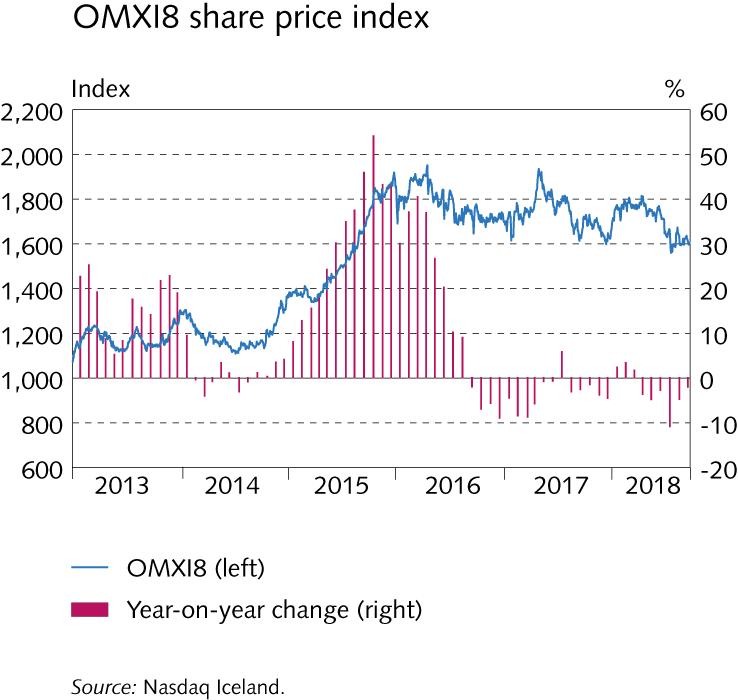 OMXI8 share price index
Index %
2,200 60
2,000 50
1,800 40
1,600 30
1,400 20
1,200 10
1,000 0
800 -10
600 -20
2013 2014 2015 2016 2017 2018
OMXI8 (left)
Year-on-year change (right)
Source: Nasdaq Iceland.